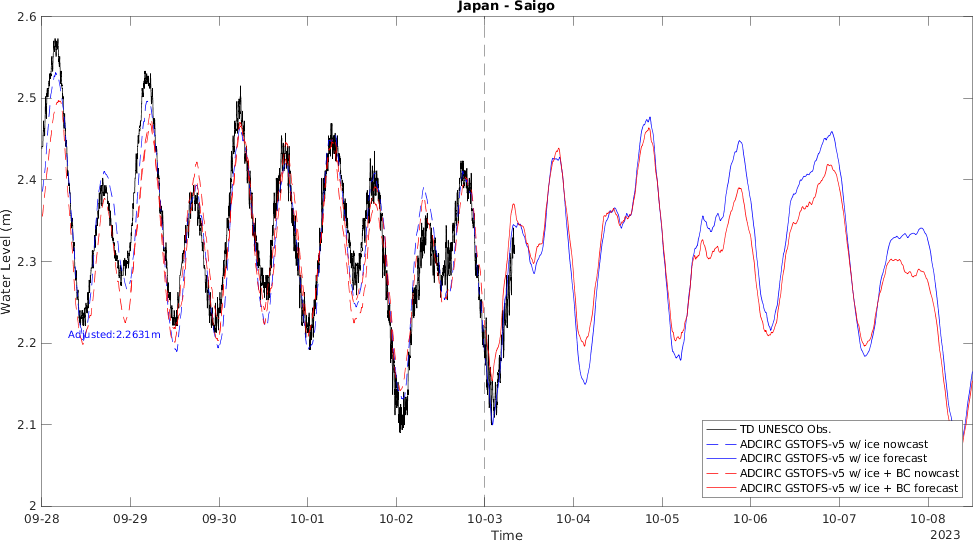 Japan - Saigo
Water Level (m)
2.6
2.5
2.4
2.3
2.2
2.1
2
Adjusted:2.2631m
TD UNESCO Obs.
ADCIRC GSTOFS-v5 w/ ice nowcast
ADCIRC GSTOFS-v5 w/ ice forecast
ADCIRC GSTOFS-v5 w/ ice + BC nowcast
ADCIRC GSTOFS-v5 w/ ice + BC forecast
09-28 09-29 09-30 10-01 10-02 10-03 10-04 10-05 10-06 10-07 10-08
Time
2023